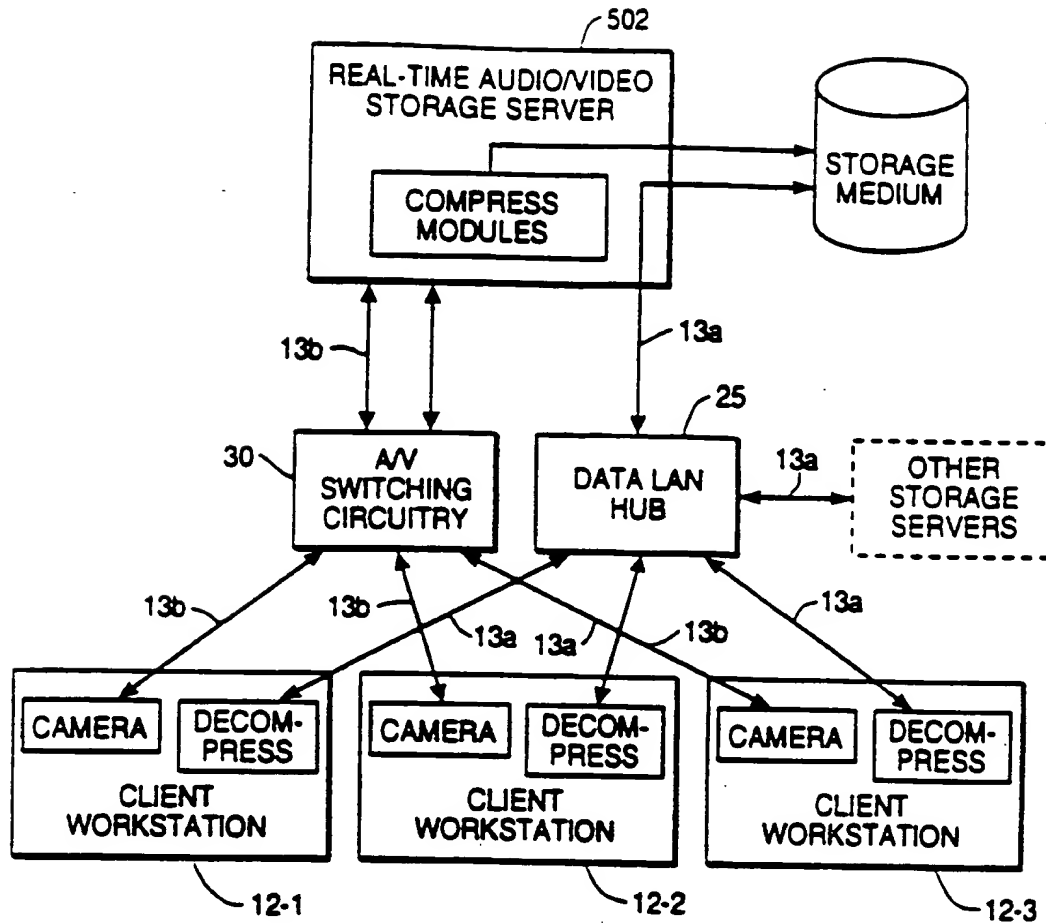 502
REAL-TIME AUDIO/VIDEO
STORAGE SERVER
COMPRESS
MODULES
STORAGE
MEDIUM
13b
13a
25
30
A/V
SWITCHING
CIRCUITRY
DATA LAN
HUB
13a
OTHER
STORAGE
SERVERS
13b
13b
13a
13a
13b
13a
CAMERA
DECOM-
PRESS
CLIENT
WORKSTATION
CAMERA
DECOM-
PRESS
CLIENT
WORKSTATION
CAMERA
DECOM-
PRESS
CLIENT
WORKSTATION
12-1
12-2
12-3